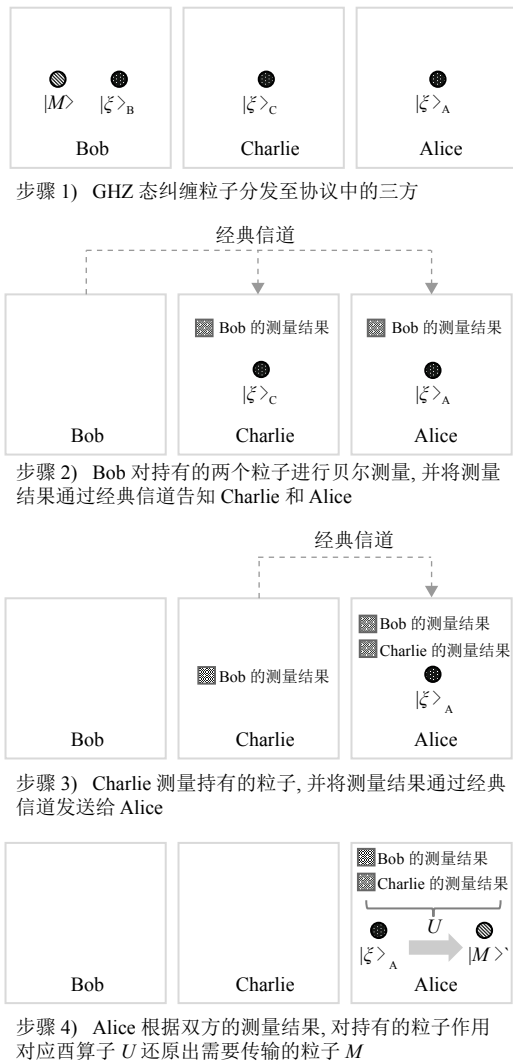 |M> |ξ>B |ξ>C |ξ>A
Bob Charlie Alice
步骤 1) GHZ 态纠缠粒子分发至协议中的三方
经典信道
Bob 的测量结果 Bob 的测量结果
|ξ>C |ξ>A
Bob Charlie Alice
步骤 2) Bob 对持有的两个粒子进行贝尔测量, 并将测量
结果通过经典信道告知 Charlie 和 Alice
经典信道
Bob 的测量结果
Charlie 的测量结果
Bob 的测量结果
|ξ>A
Bob Charlie Alice
步骤 3) Charlie 测量持有的粒子, 并将测量结果通过经典
信道发送给 Alice
Bob 的测量结果
Charlie 的测量结果
U
|ξ>A |M>`
Bob Charlie Alice
步骤 4) Alice 根据双方的测量结果, 对持有的粒子作用
对应酉算子 U 还原出需要传输的粒子 M